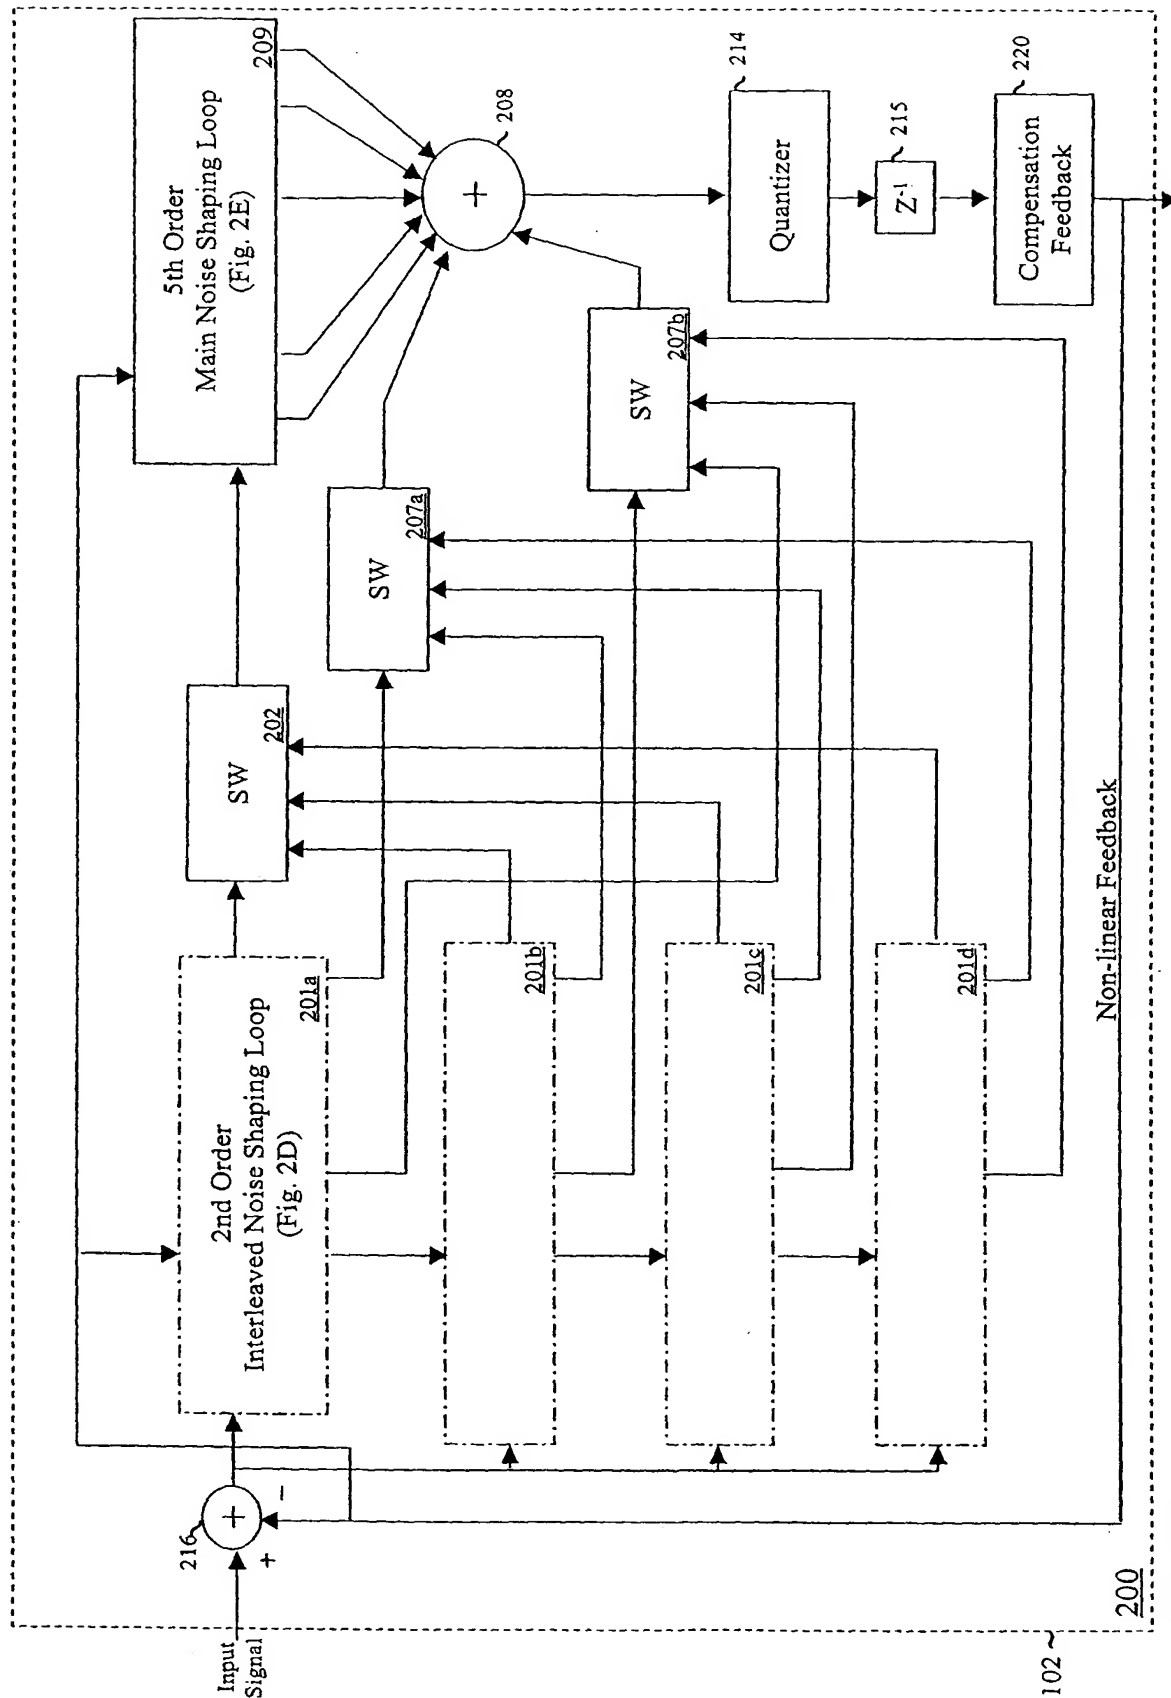 Input
Signal
216
+
+
−
2nd Order
Interleaved Noise Shaping Loop
(Fig. 2D)
201a
201b
201c
201d
SW
202
SW
207a
SW
207b
5th Order
Main Noise Shaping Loop
(Fig. 2E)
209
+
208
Quantizer
214
Z⁻¹
215
Compensation
Feedback
220
Non-linear Feedback
200
102